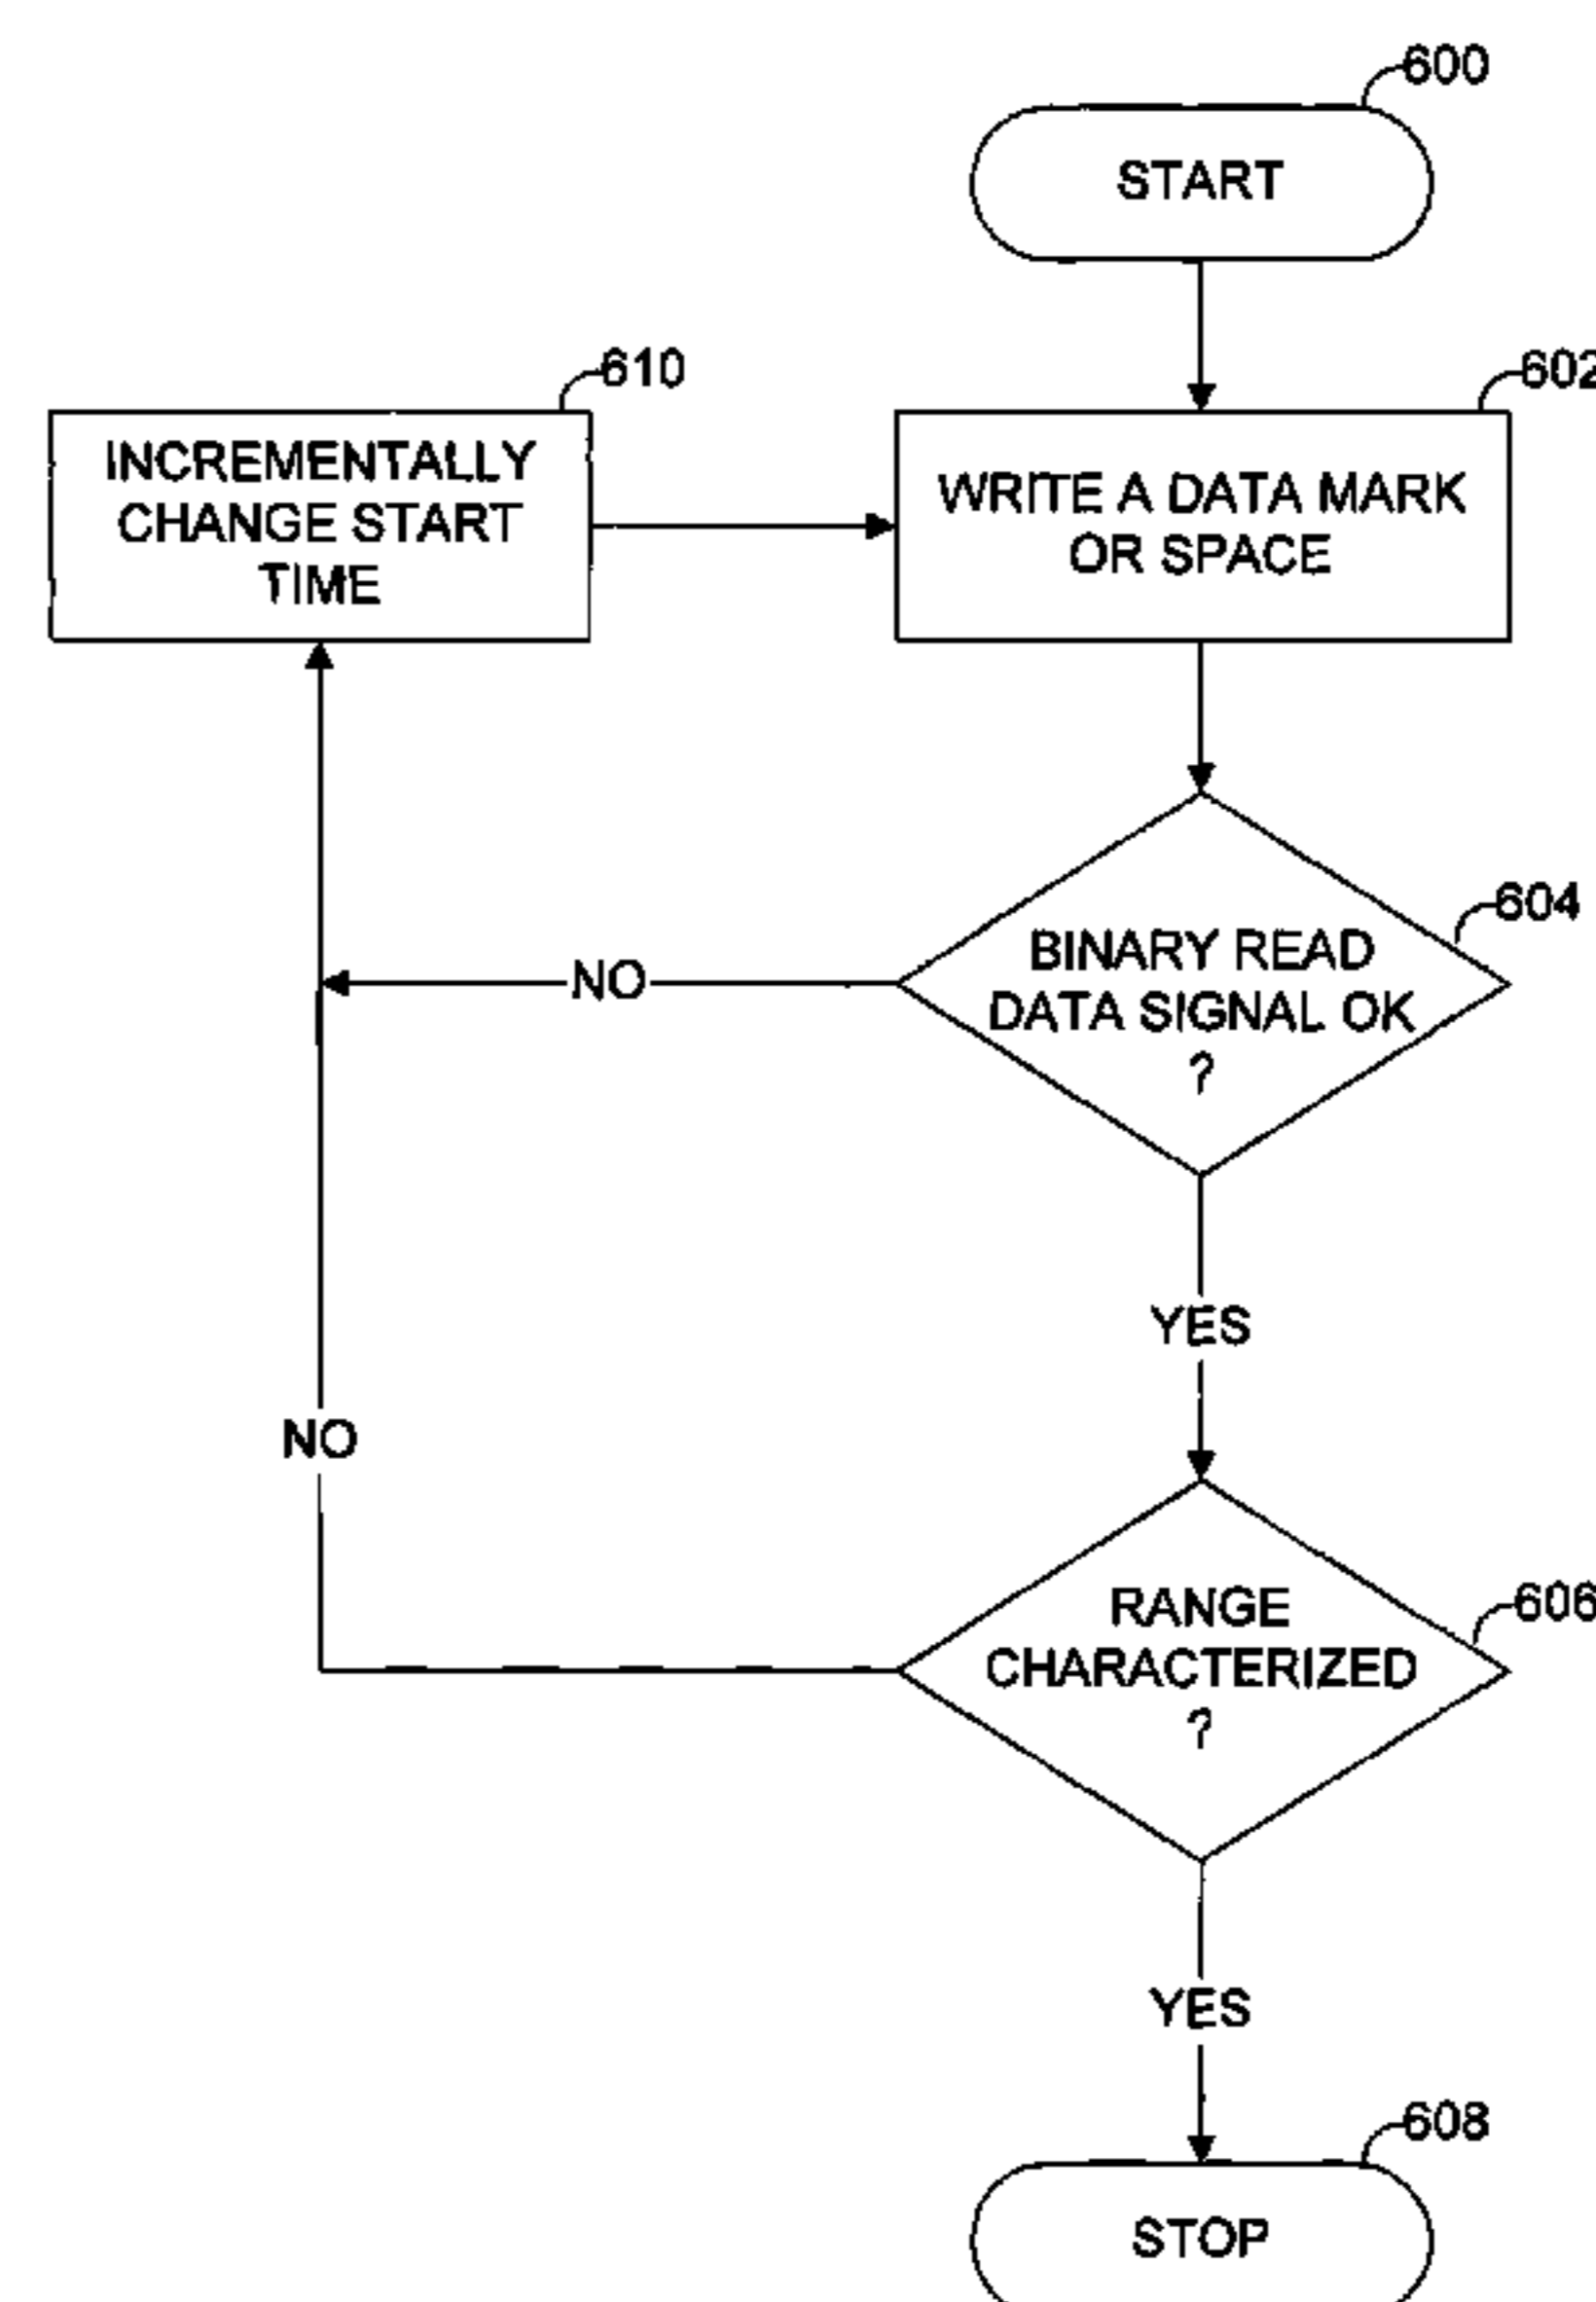 600
START
610
INCREMENTALLY
CHANGE START
TIME
602
WRITE A DATA MARK
OR SPACE
604
BINARY READ
DATA SIGNAL OK
?
NO
YES
NO
606
RANGE
CHARACTERIZED
?
YES
608
STOP